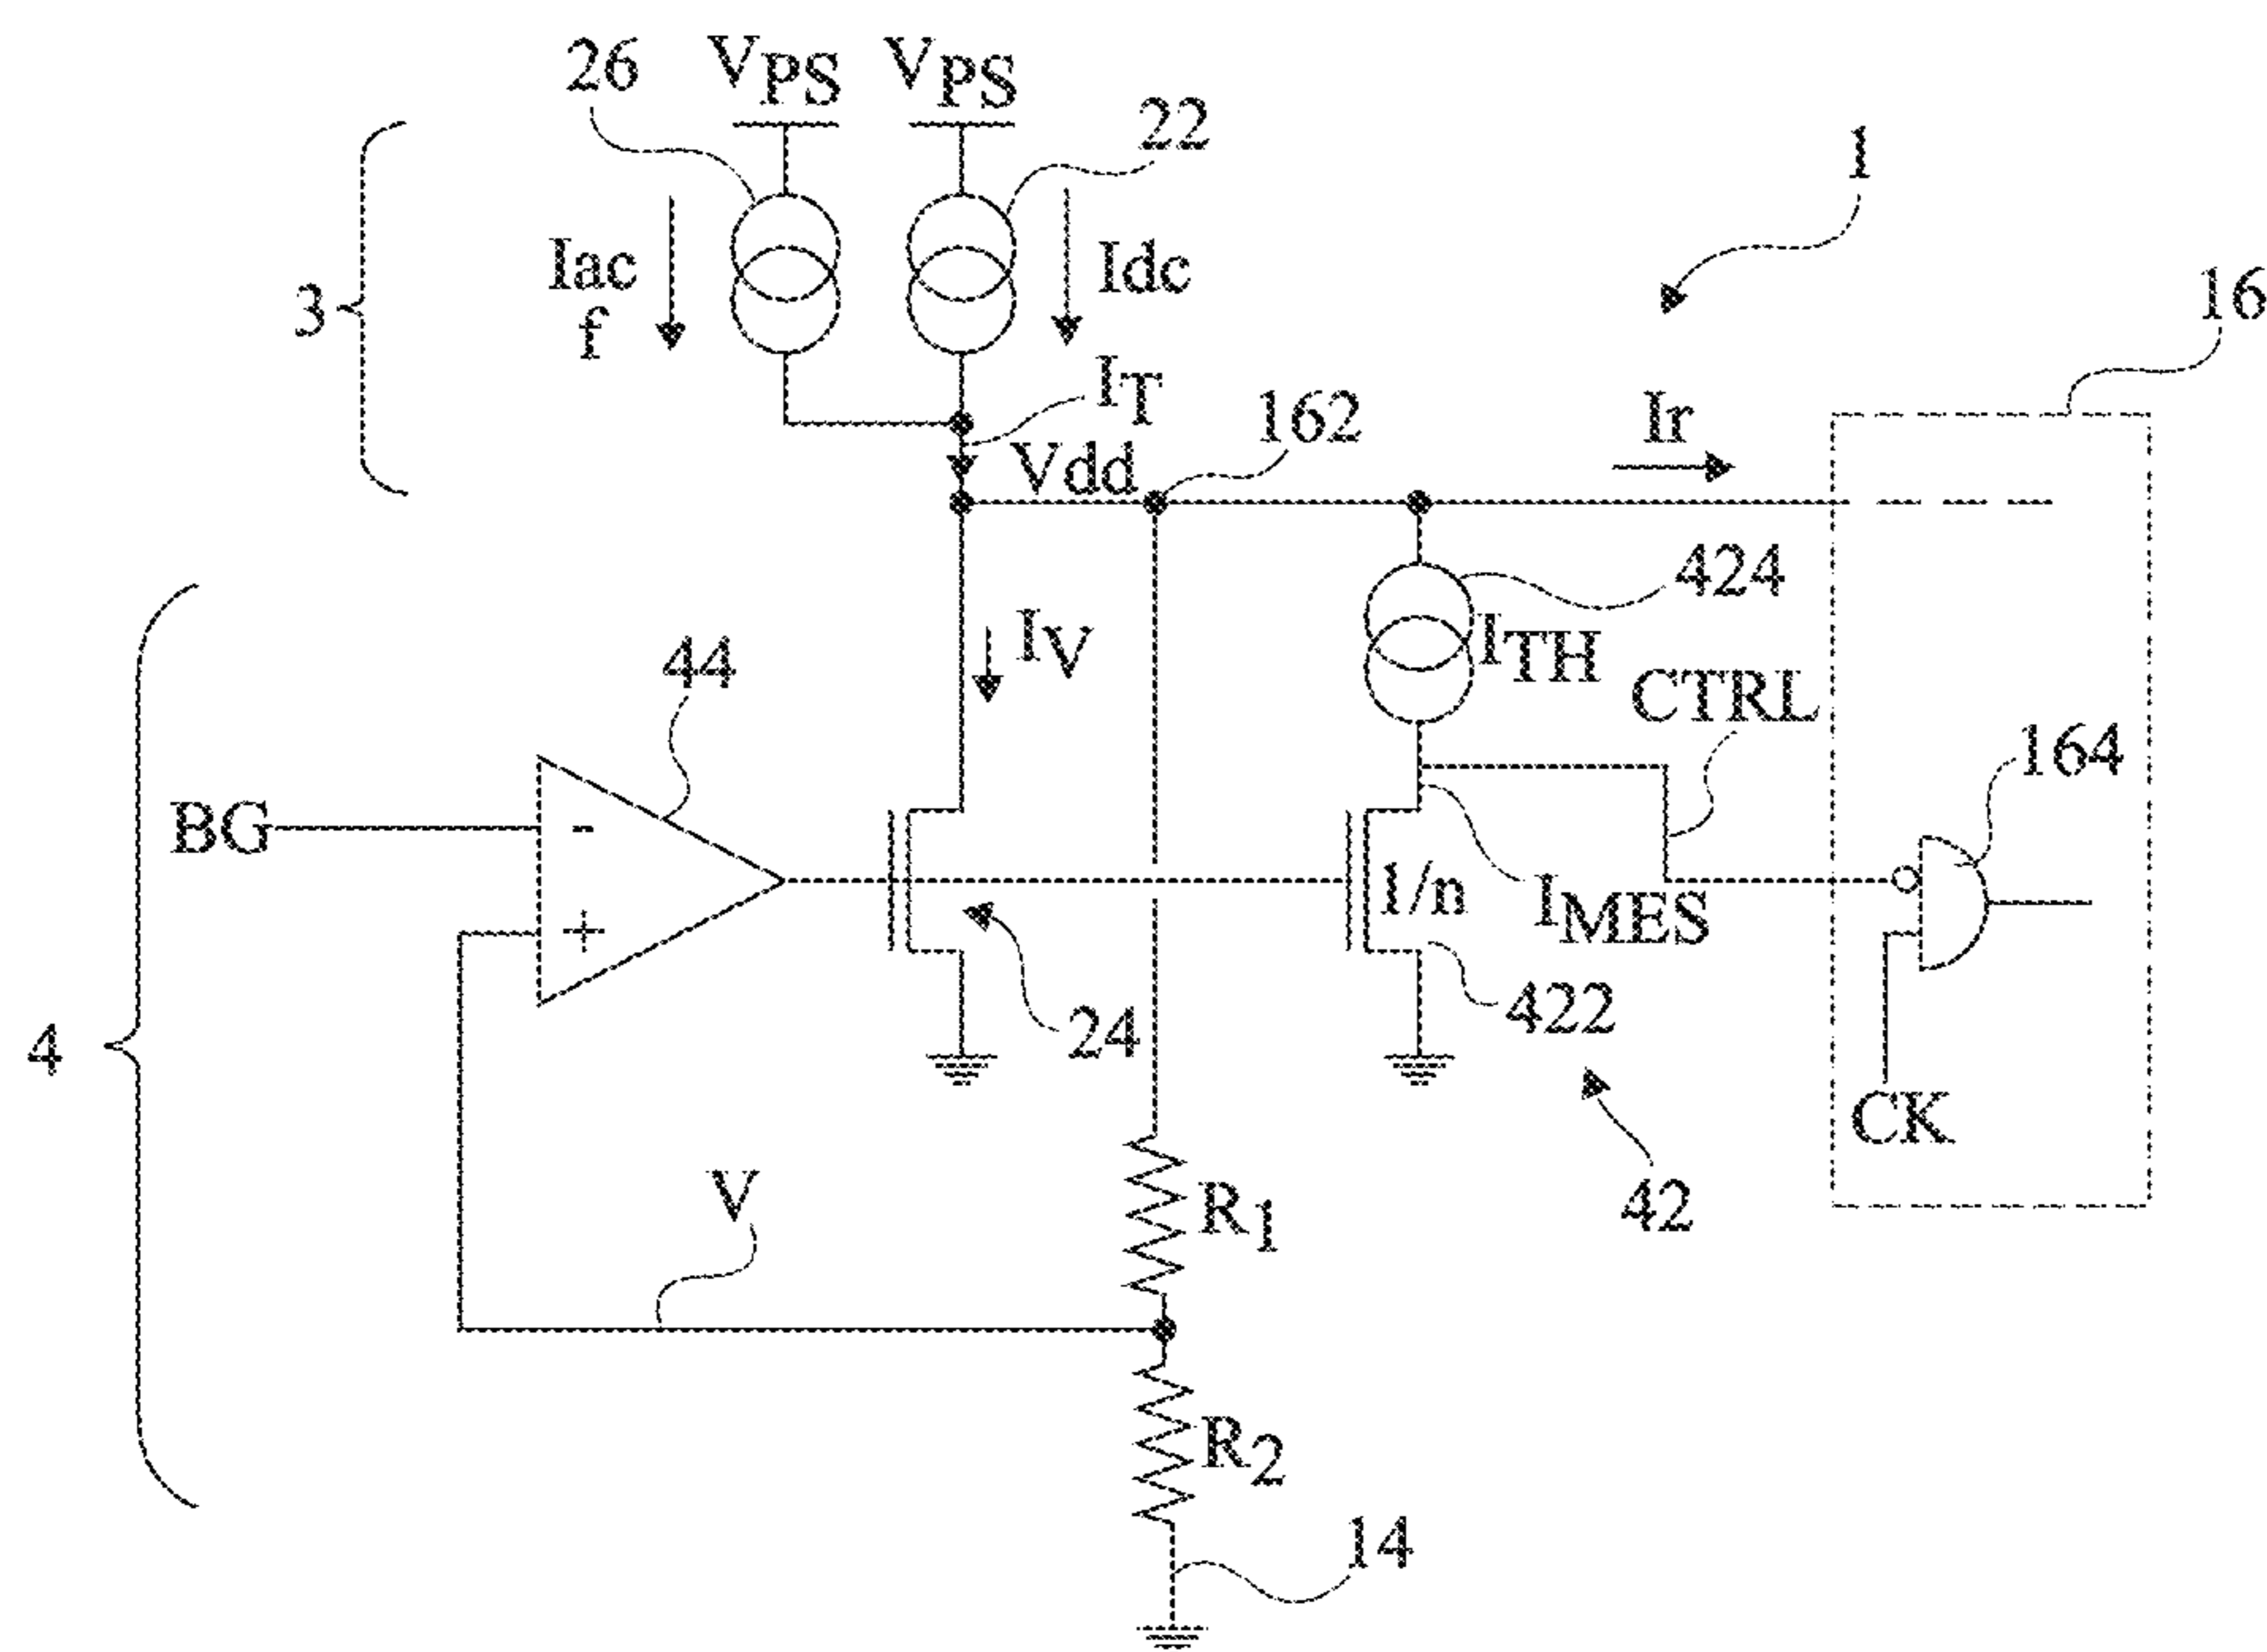 26
VPS
VPS
22
1
3
Iac
f
Idc
16
IT
162
Ir
Vdd
424
4
44
IV
ITH
CTRL
164
BG
-
+
1/n
IMES
24
422
CK
42
V
R1
R2
14